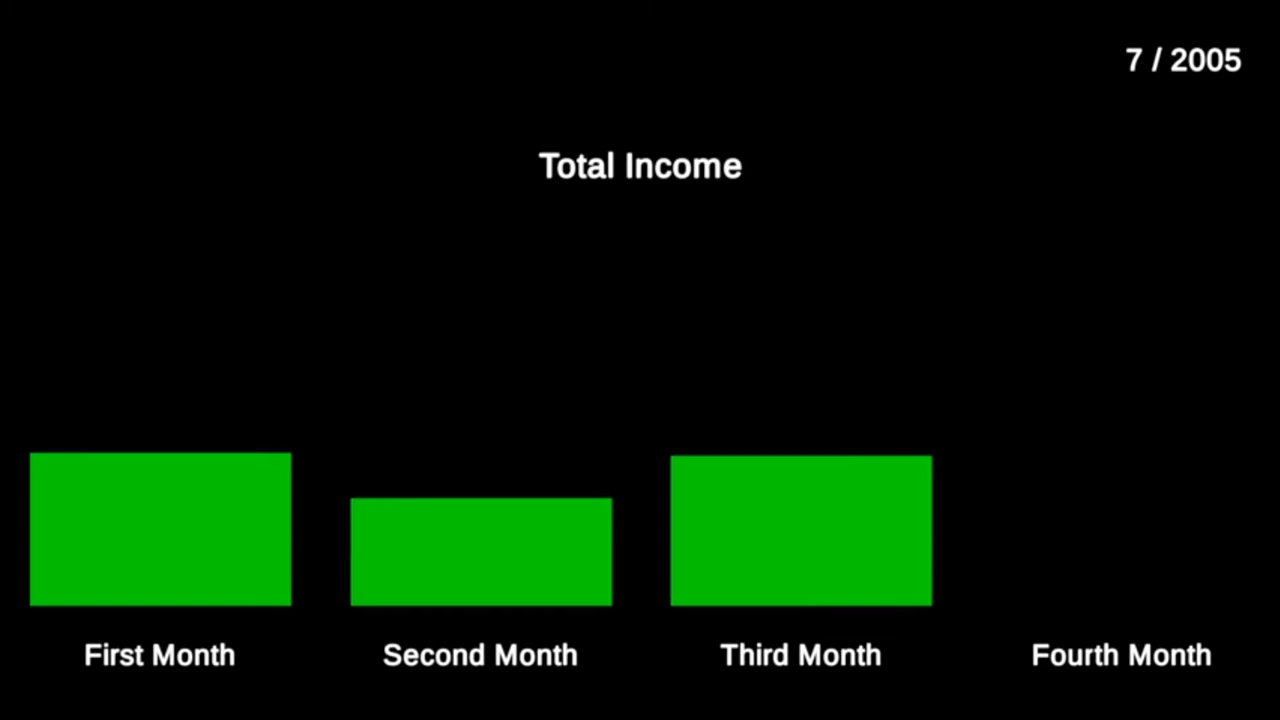 7 / 2005
Total Income
First Month
Second Month
Third Month
Fourth Month